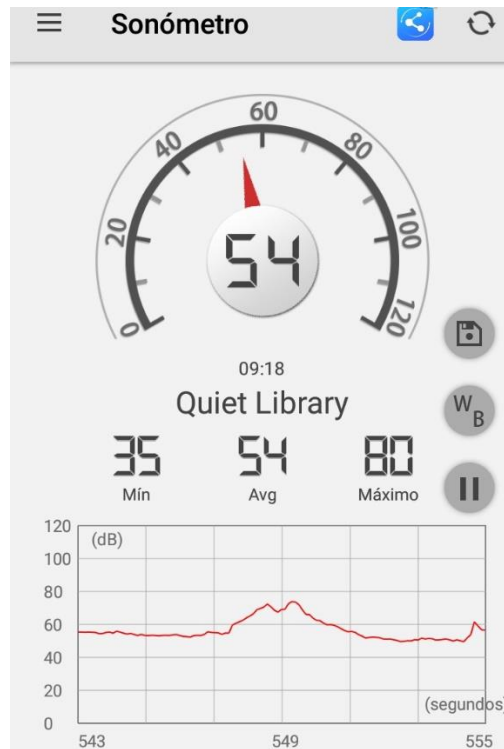 Sonómetro
0 20 40 60 80 100 120
54
09:18
Quiet Library
W B
35 54 80
Mín Avg Máximo
120
(dB)
100
80
60
40
20
(segundos)
0
543 549 555